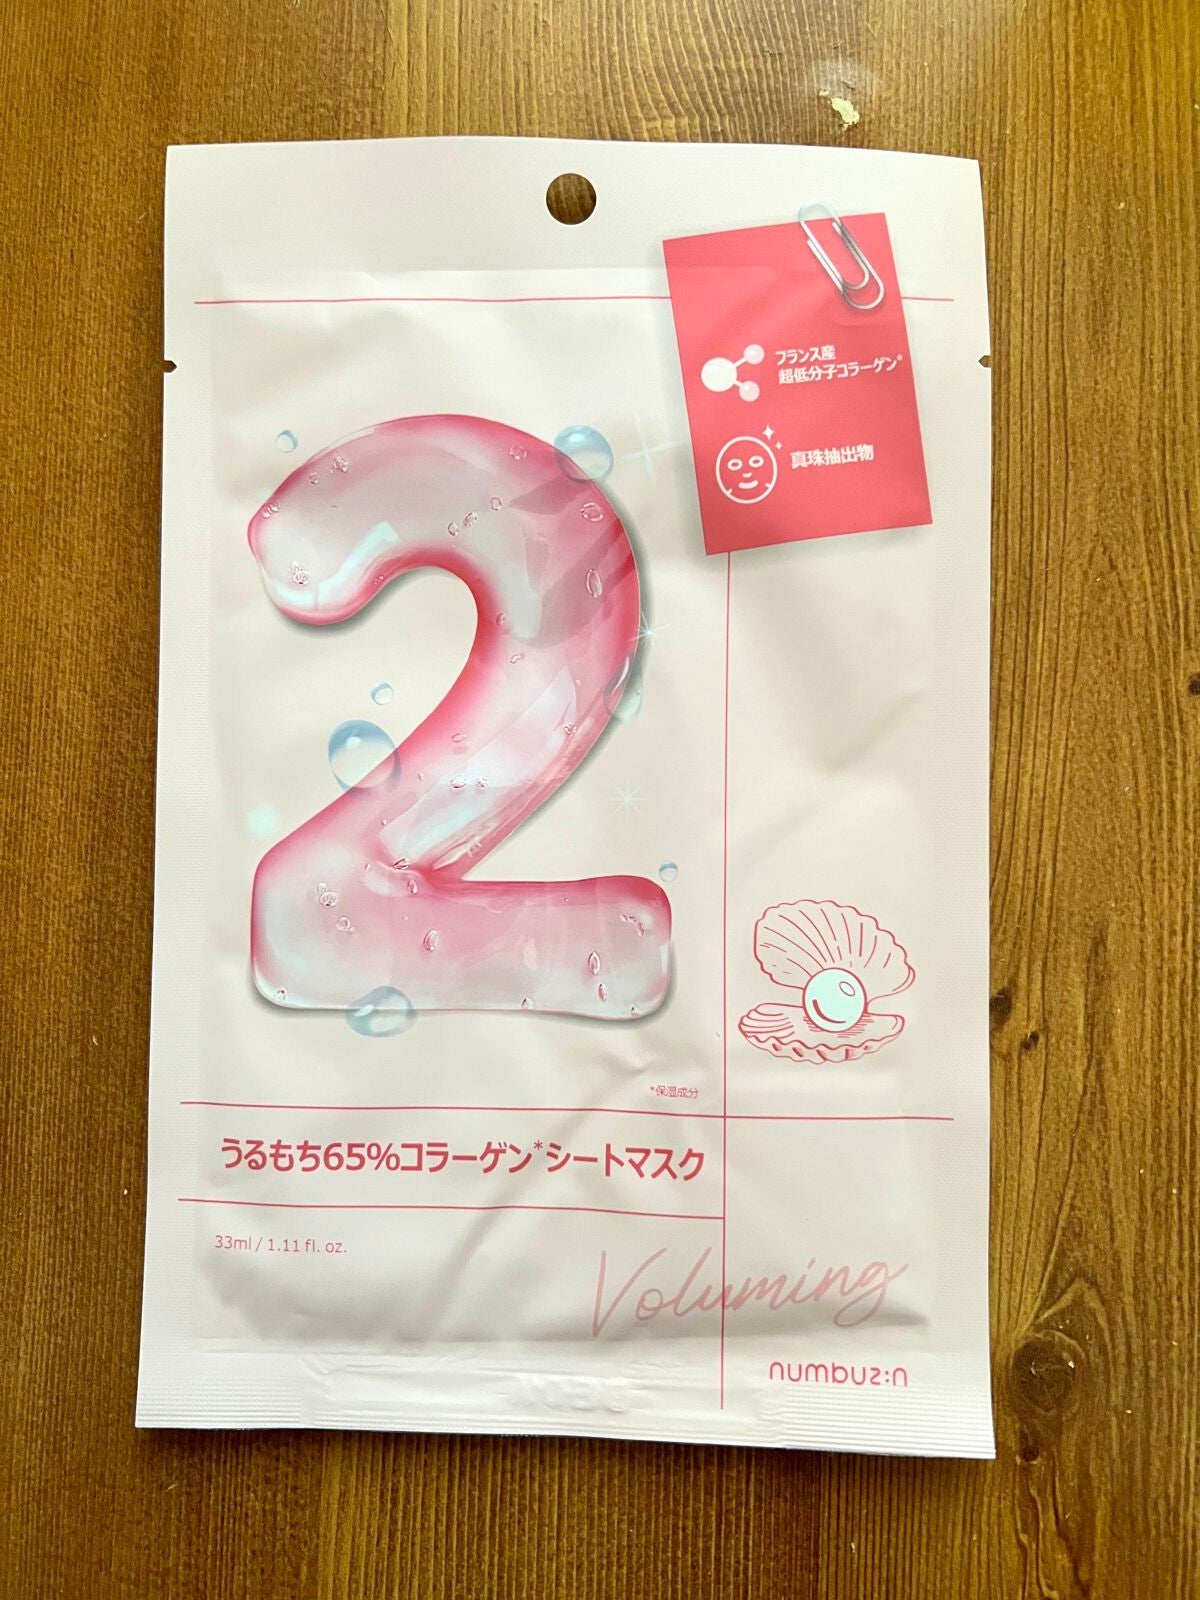 フランス産
超低分子コラーゲン*
真珠抽出物
2
*保湿成分
うるもち65%コラーゲン*シートマスク
33ml / 1.11 fl. oz.
Voluming
numbuz:n